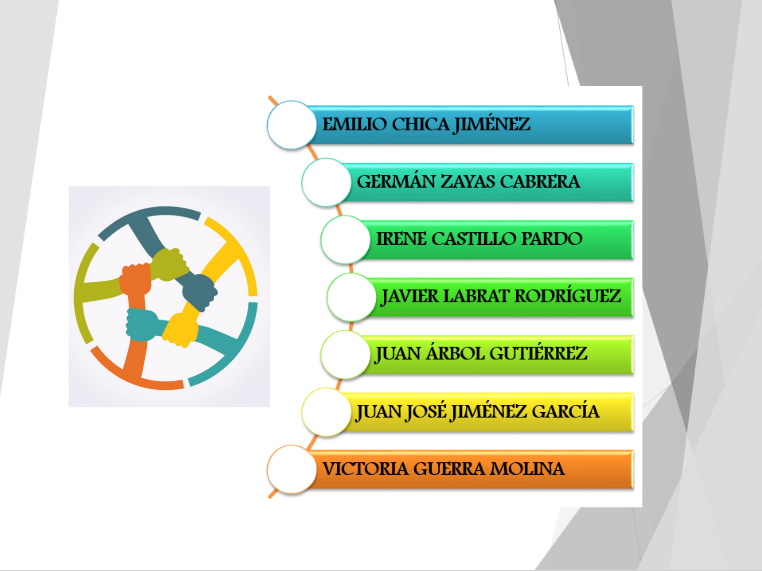 EMILIO CHICA JIMÉNEZ
GERMÁN ZAYAS CABRERA
IRENE CASTILLO PARDO
JAVIER LABRAT RODRÍGUEZ
JUAN ÁRBOL GUTIÉRREZ
JUAN JOSÉ JIMÉNEZ GARCÍA
VICTORIA GUERRA MOLINA